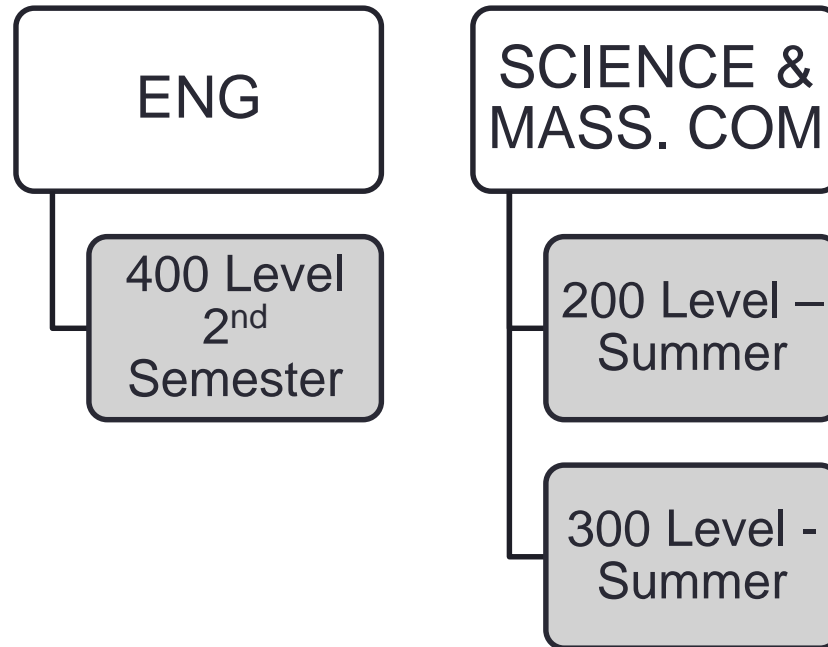 ENG
400 Level
2nd
Semester
SCIENCE &
MASS. COM
200 Level –
Summer
300 Level -
Summer